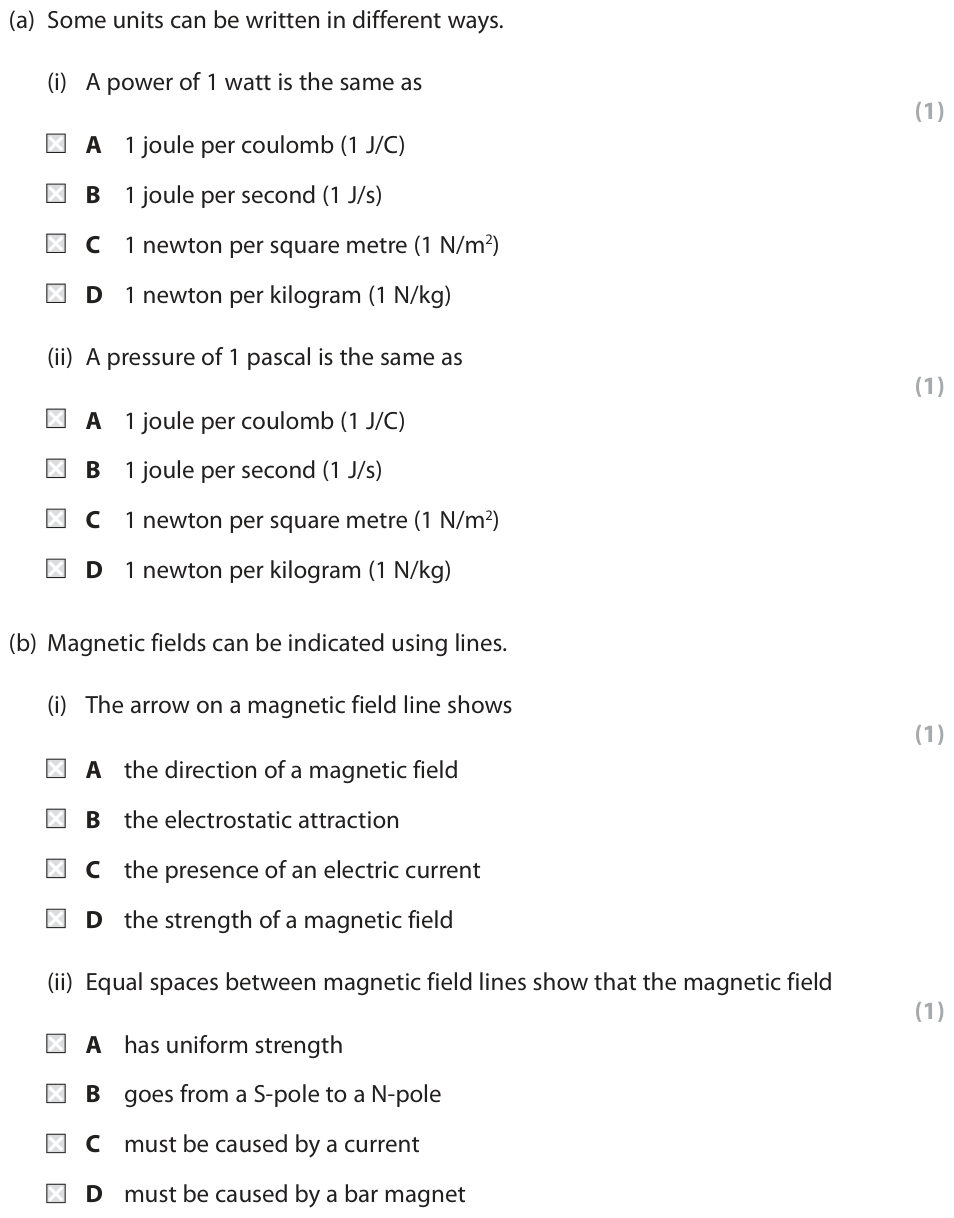 (a) Some units can be written in different ways.
(i) A power of 1 watt is the same as
(1)
A 1 joule per coulomb (1 J/C)
B 1 joule per second (1 J/s)
C 1 newton per square metre (1 N/m²)
D 1 newton per kilogram (1 N/kg)
(ii) A pressure of 1 pascal is the same as
(1)
A 1 joule per coulomb (1 J/C)
B 1 joule per second (1 J/s)
C 1 newton per square metre (1 N/m²)
D 1 newton per kilogram (1 N/kg)
(b) Magnetic fields can be indicated using lines.
(i) The arrow on a magnetic field line shows
(1)
A the direction of a magnetic field
B the electrostatic attraction
C the presence of an electric current
D the strength of a magnetic field
(ii) Equal spaces between magnetic field lines show that the magnetic field
(1)
A has uniform strength
B goes from a S-pole to a N-pole
C must be caused by a current
D must be caused by a bar magnet